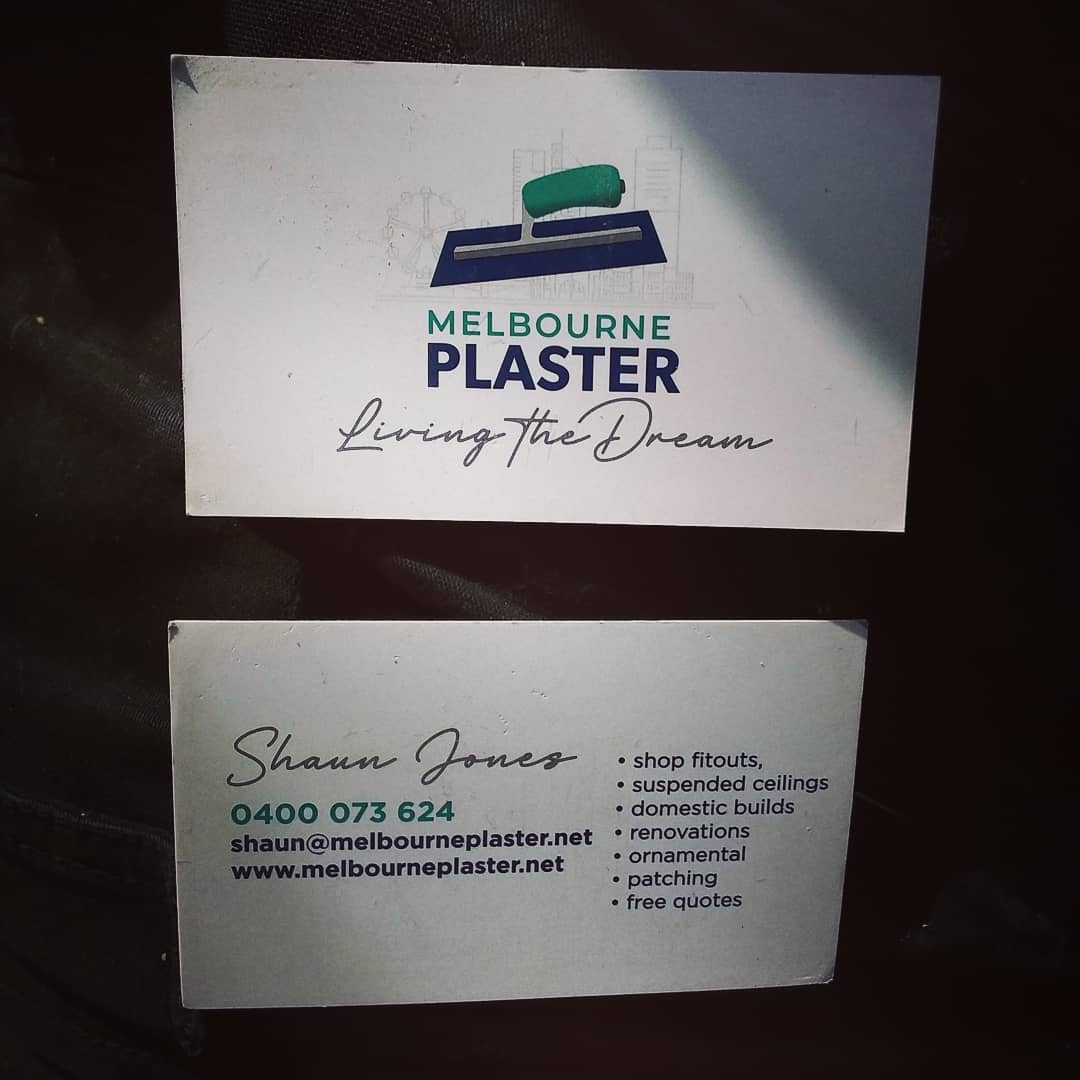 MELBOURNE
PLASTER
Living the Dream
Shaun Jones
0400 073 624
shaun@melbourneplaster.net
www.melbourneplaster.net
• shop fitouts,
• suspended ceilings
• domestic builds
• renovations
• ornamental
• patching
• free quotes